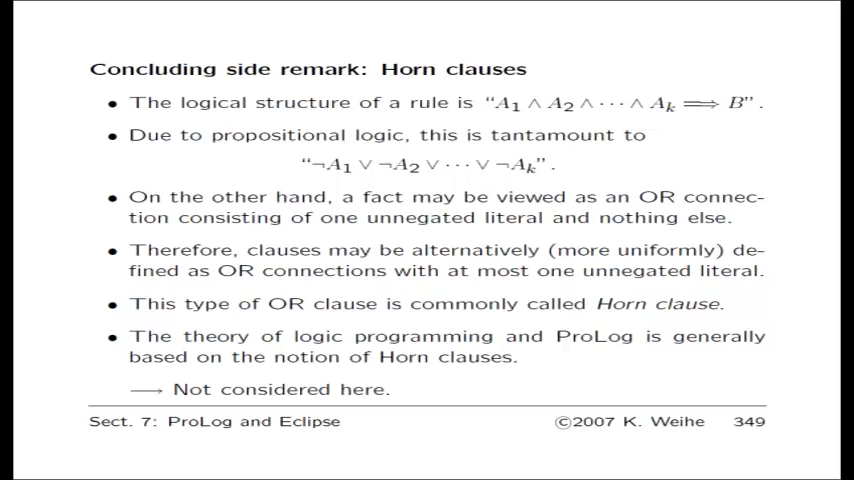 Concluding side remark: Horn clauses
• The logical structure of a rule is “A1 ∧ A2 ∧ ··· ∧ Ak ⟹ B”.
• Due to propositional logic, this is tantamount to
“¬A1 ∨ ¬A2 ∨ ··· ∨ ¬Ak”.
• On the other hand, a fact may be viewed as an OR connec-
tion consisting of one unnegated literal and nothing else.
• Therefore, clauses may be alternatively (more uniformly) de-
fined as OR connections with at most one unnegated literal.
• This type of OR clause is commonly called Horn clause.
• The theory of logic programming and ProLog is generally
based on the notion of Horn clauses.
⟶ Not considered here.
Sect. 7: ProLog and Eclipse ©2007 K. Weihe 349